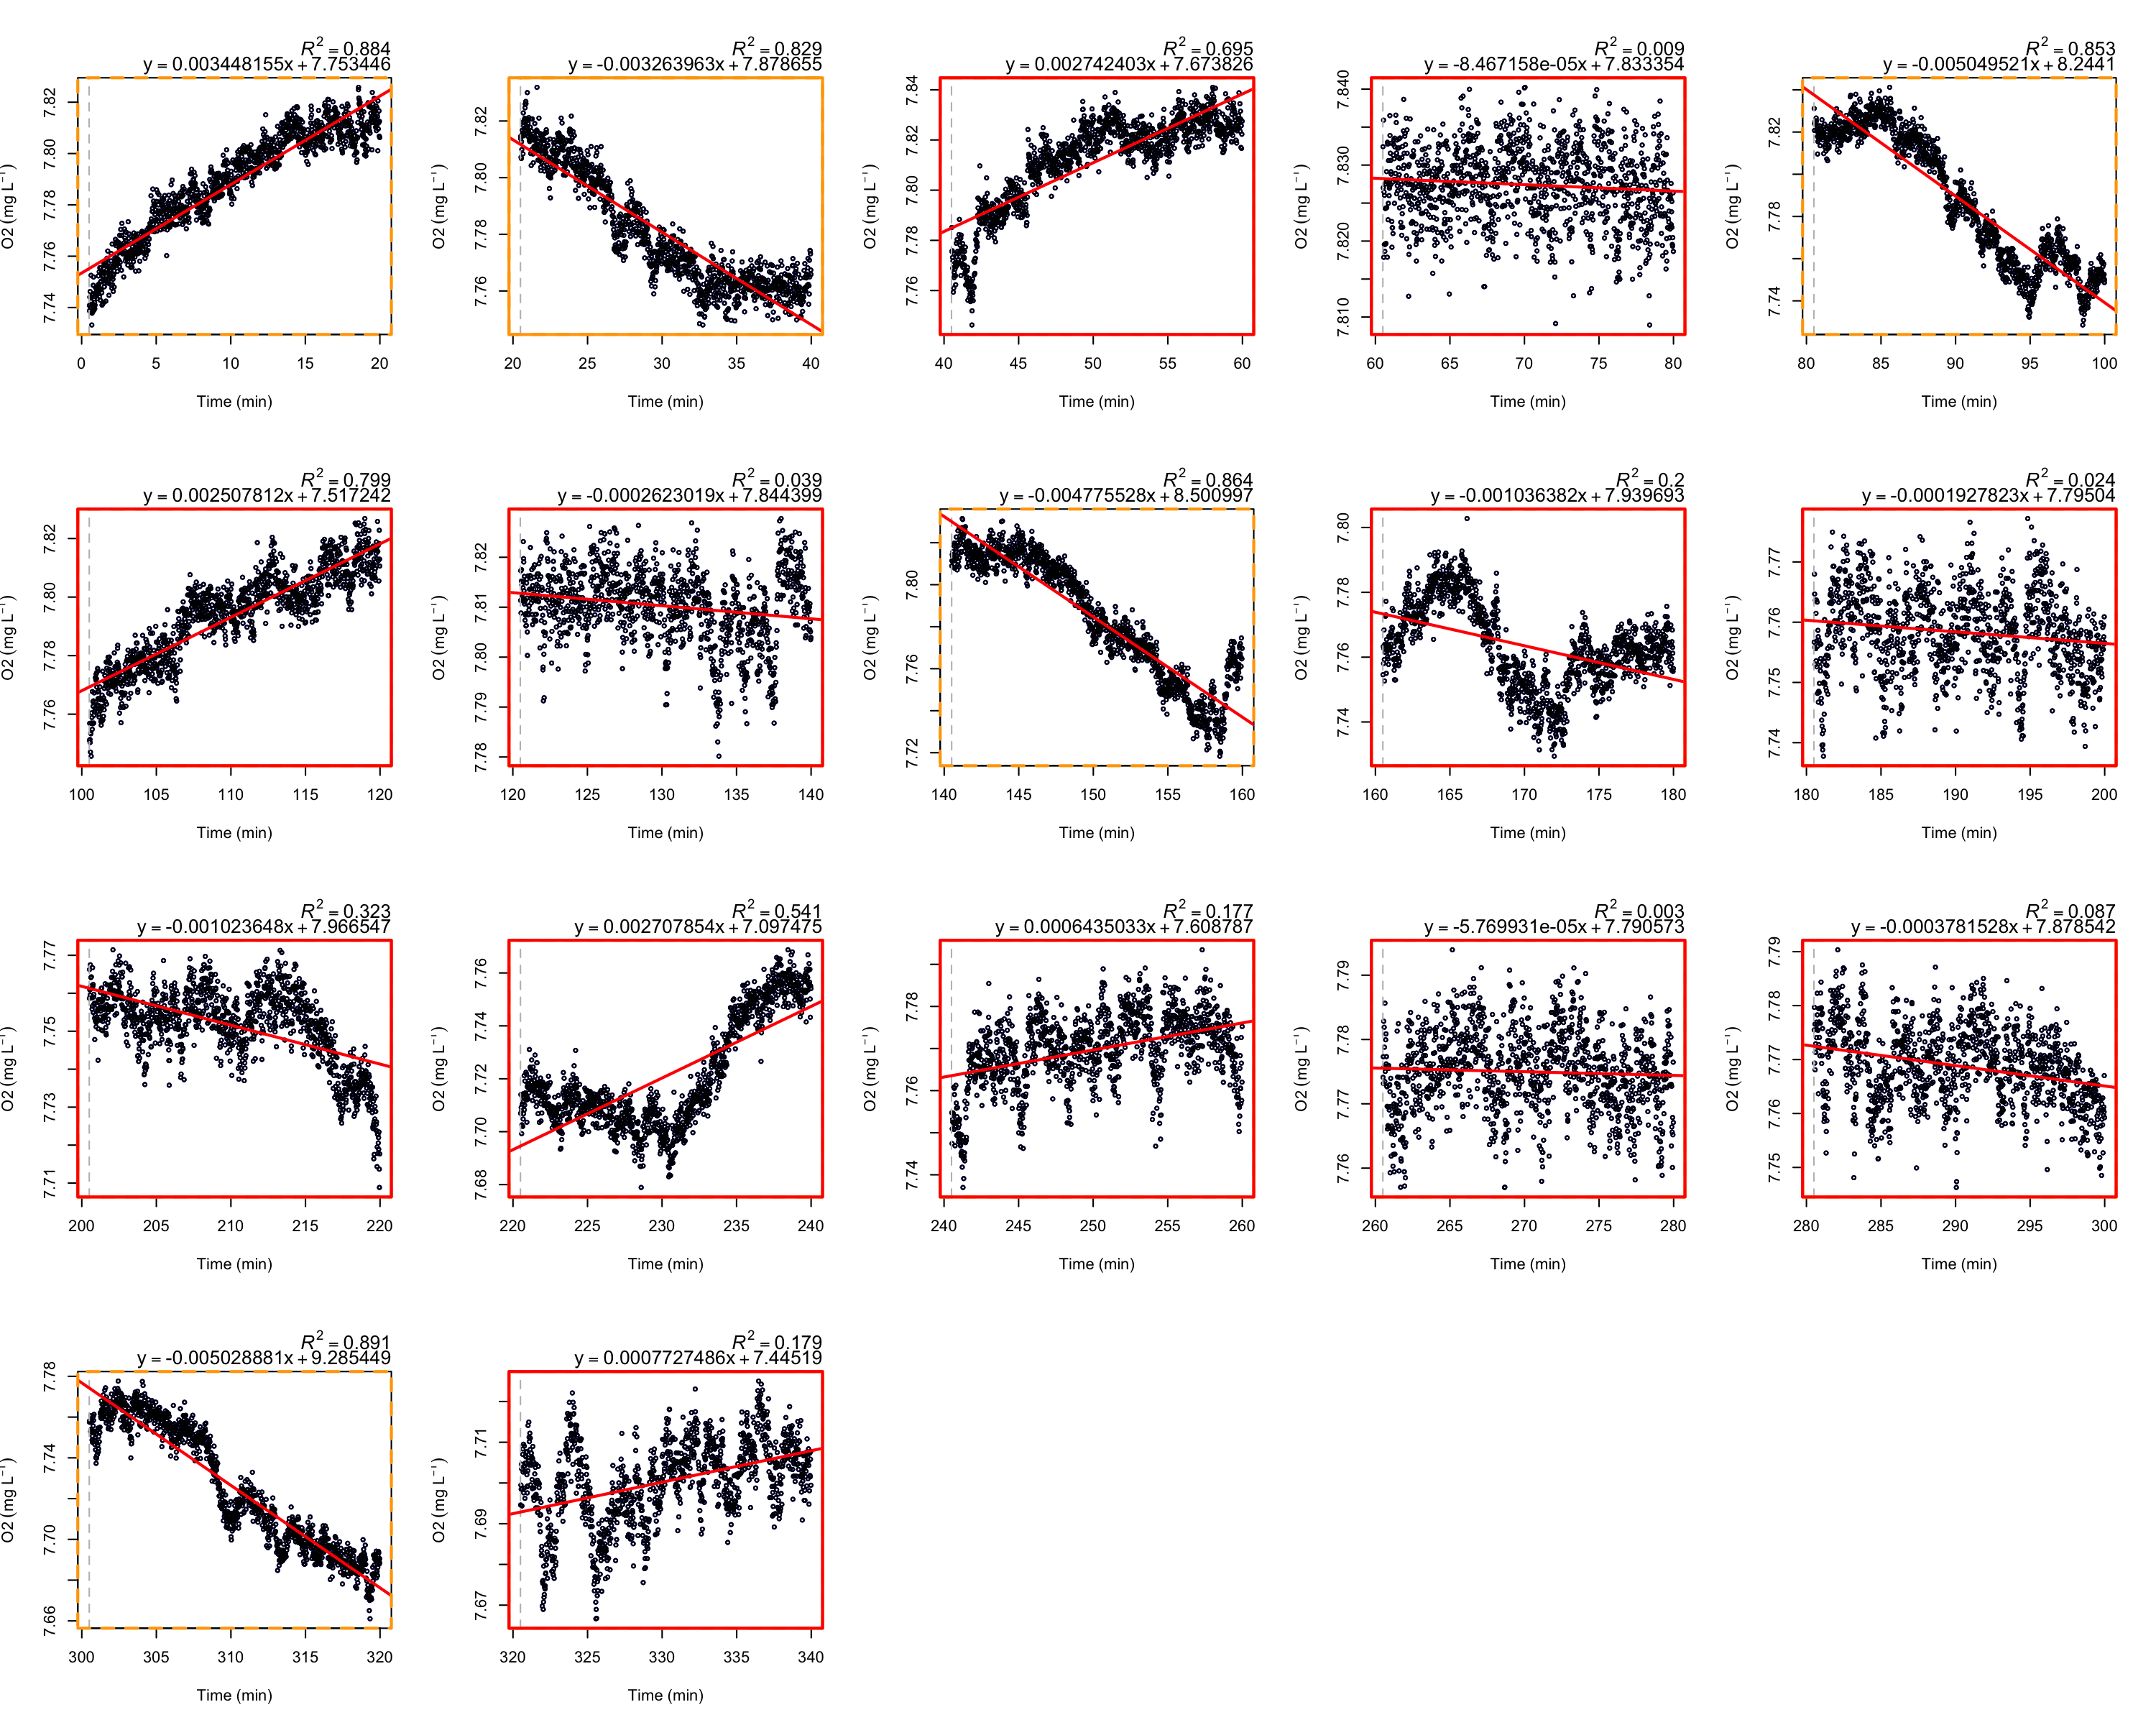 R² = 0.884
y = 0.003448155x + 7.753446
O2 (mg L⁻¹)
7.74 7.76 7.78 7.80 7.82
0 5 10 15 20
Time (min)
R² = 0.829
y = -0.003263963x + 7.878655
O2 (mg L⁻¹)
7.76 7.78 7.80 7.82
20 25 30 35 40
Time (min)
R² = 0.695
y = 0.002742403x + 7.673826
O2 (mg L⁻¹)
7.76 7.78 7.80 7.82 7.84
40 45 50 55 60
Time (min)
R² = 0.009
y = -8.467158e-05x + 7.833354
O2 (mg L⁻¹)
7.810 7.820 7.830 7.840
60 65 70 75 80
Time (min)
R² = 0.853
y = -0.005049521x + 8.2441
O2 (mg L⁻¹)
7.74 7.78 7.82
80 85 90 95 100
Time (min)
R² = 0.799
y = 0.002507812x + 7.517242
O2 (mg L⁻¹)
7.76 7.78 7.80 7.82
100 105 110 115 120
Time (min)
R² = 0.039
y = -0.0002623019x + 7.844399
O2 (mg L⁻¹)
7.78 7.79 7.80 7.81 7.82
120 125 130 135 140
Time (min)
R² = 0.864
y = -0.004775528x + 8.500997
O2 (mg L⁻¹)
7.72 7.76 7.80
140 145 150 155 160
Time (min)
R² = 0.2
y = -0.001036382x + 7.939693
O2 (mg L⁻¹)
7.74 7.76 7.78 7.80
160 165 170 175 180
Time (min)
R² = 0.024
y = -0.0001927823x + 7.79504
O2 (mg L⁻¹)
7.74 7.75 7.76 7.77
180 185 190 195 200
Time (min)
R² = 0.323
y = -0.001023648x + 7.966547
O2 (mg L⁻¹)
7.71 7.73 7.75 7.77
200 205 210 215 220
Time (min)
R² = 0.541
y = 0.002707854x + 7.097475
O2 (mg L⁻¹)
7.68 7.70 7.72 7.74 7.76
220 225 230 235 240
Time (min)
R² = 0.177
y = 0.0006435033x + 7.608787
O2 (mg L⁻¹)
7.74 7.76 7.78
240 245 250 255 260
Time (min)
R² = 0.003
y = -5.769931e-05x + 7.790573
O2 (mg L⁻¹)
7.76 7.77 7.78 7.79
260 265 270 275 280
Time (min)
R² = 0.087
y = -0.0003781528x + 7.878542
O2 (mg L⁻¹)
7.75 7.76 7.77 7.78 7.79
280 285 290 295 300
Time (min)
R² = 0.891
y = -0.005028881x + 9.285449
O2 (mg L⁻¹)
7.66 7.70 7.74 7.78
300 305 310 315 320
Time (min)
R² = 0.179
y = 0.0007727486x + 7.44519
O2 (mg L⁻¹)
7.67 7.69 7.71
320 325 330 335 340
Time (min)